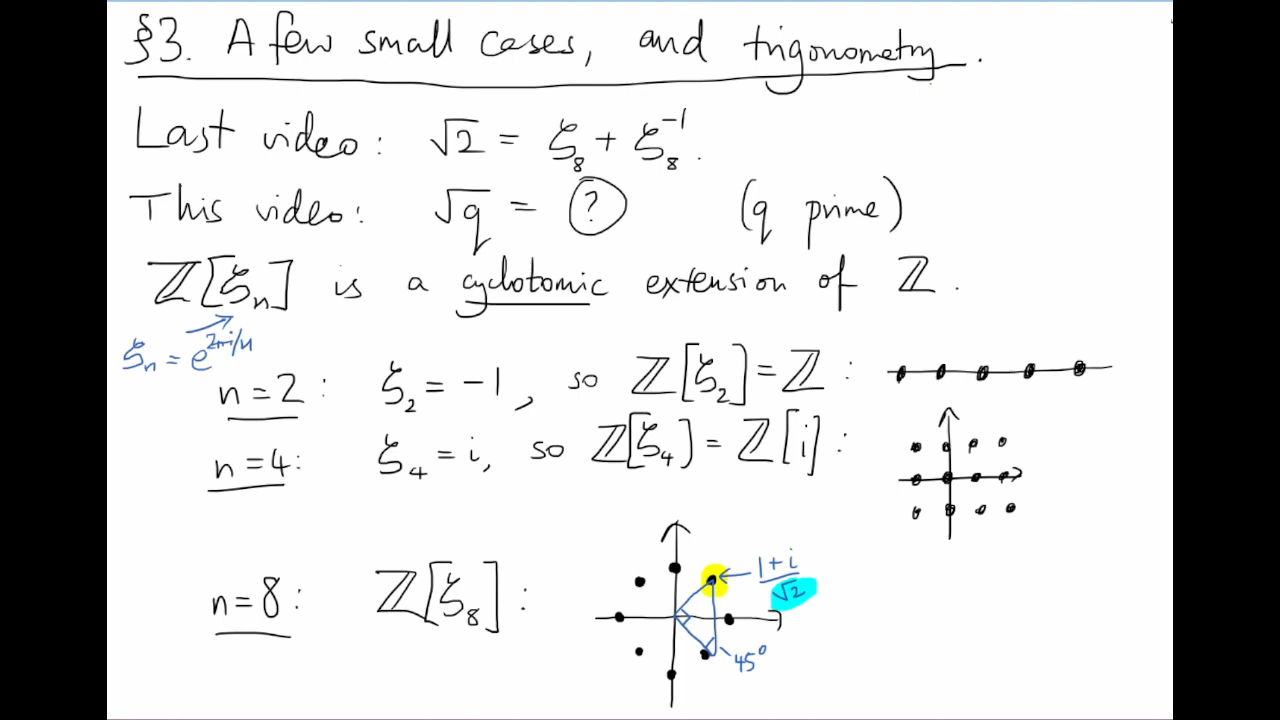 §3. A few small cases, and trigonometry.
Last video: √2 = ζ₈ + ζ₈⁻¹.
This video: √q = ? (q prime)
ℤ[ζₙ] is a cyclotomic extension of ℤ.
ζₙ = e^{2πi/n}
n=2: ζ₂ = -1, so ℤ[ζ₂] = ℤ:
n=4: ζ₄ = i, so ℤ[ζ₄] = ℤ[i]:
n=8: ℤ[ζ₈]:
1+i
√2
45°